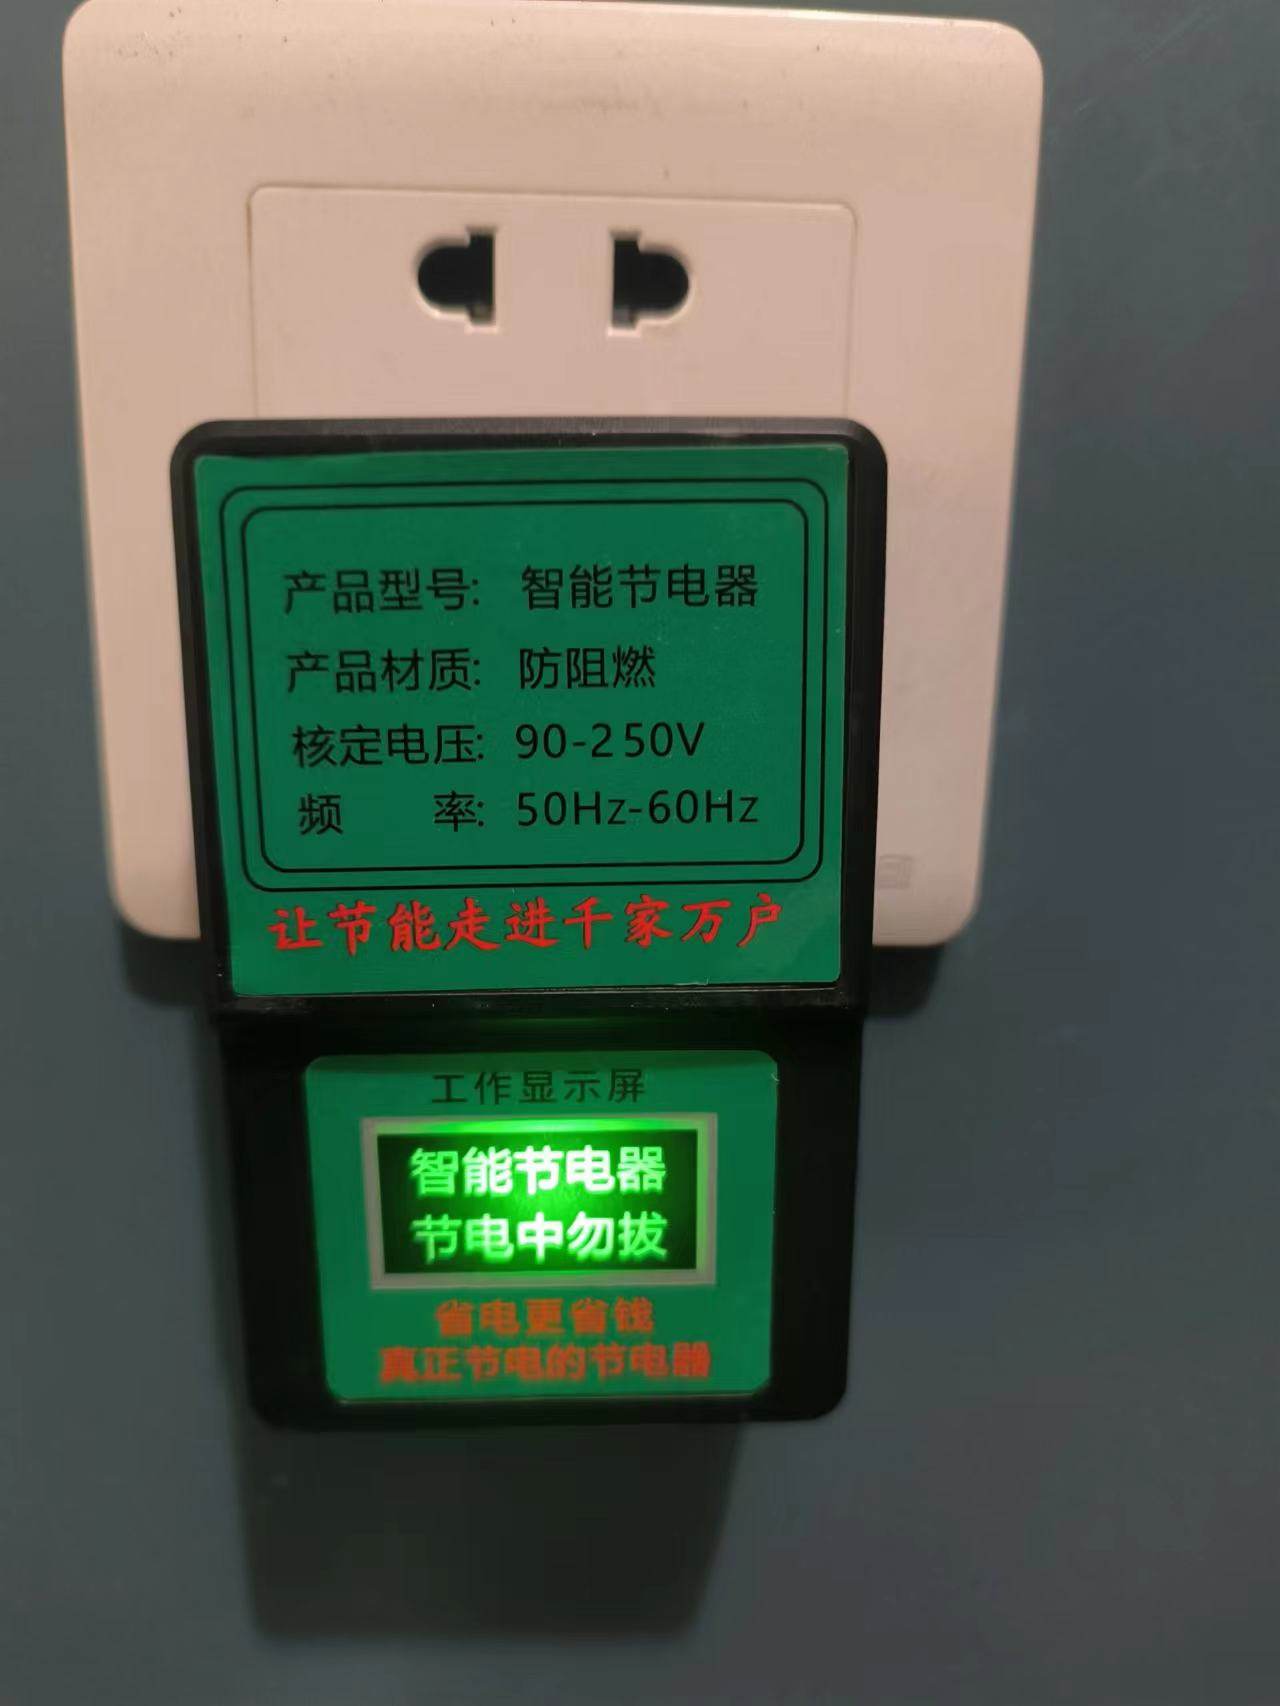 产品型号: 智能节电器
产品材质: 防阻燃
核定电压: 90-250V
频率: 50Hz-60Hz
让节能走进千家万户
工作显示屏
智能节电器
节电中勿拔
省电更省钱
真正节电的节电器